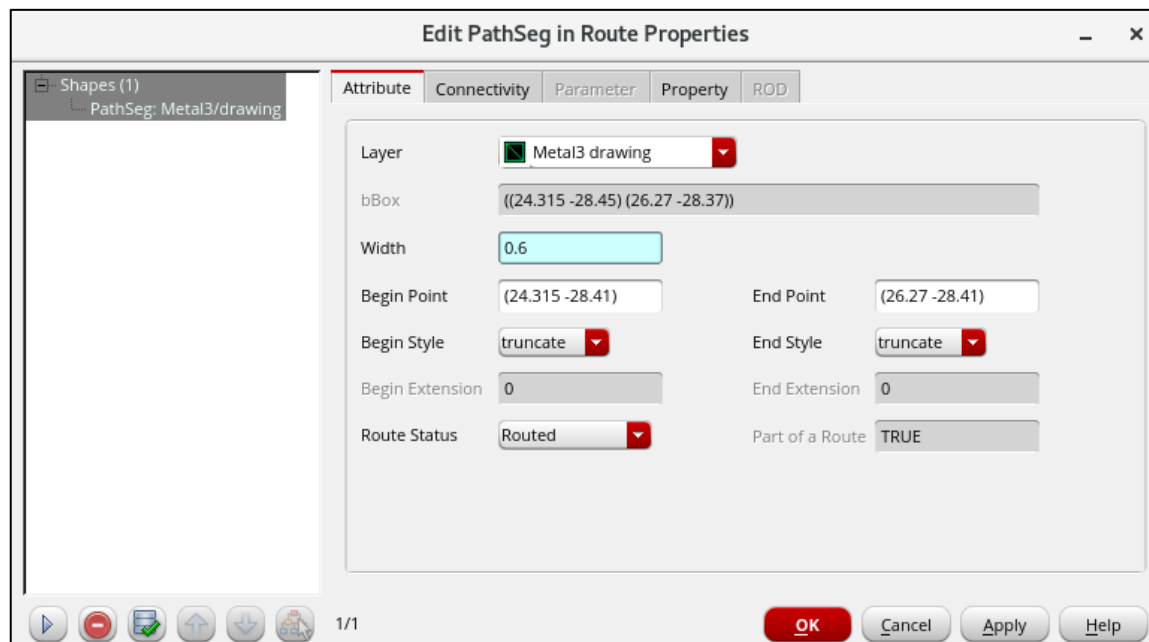 Edit PathSeg in Route Properties
Shapes (1)
PathSeg: Metal3/drawing
Attribute Connectivity Parameter Property ROD
Layer Metal3 drawing
bBox ((24.315 -28.45) (26.27 -28.37))
Width 0.6
Begin Point (24.315 -28.41) End Point (26.27 -28.41)
Begin Style truncate End Style truncate
Begin Extension 0 End Extension 0
Route Status Routed Part of a Route TRUE
1/1 OK Cancel Apply Help